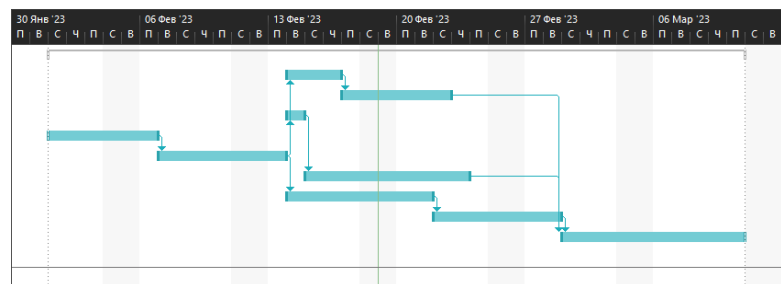 30 Янв '23 06 Фев '23 13 Фев '23 20 Фев '23 27 Фев '23 06 Мар '23
П В С Ч П С В П В С Ч П С В П В С Ч П С В П В С Ч П С В П В С Ч П С В П В С Ч П С В